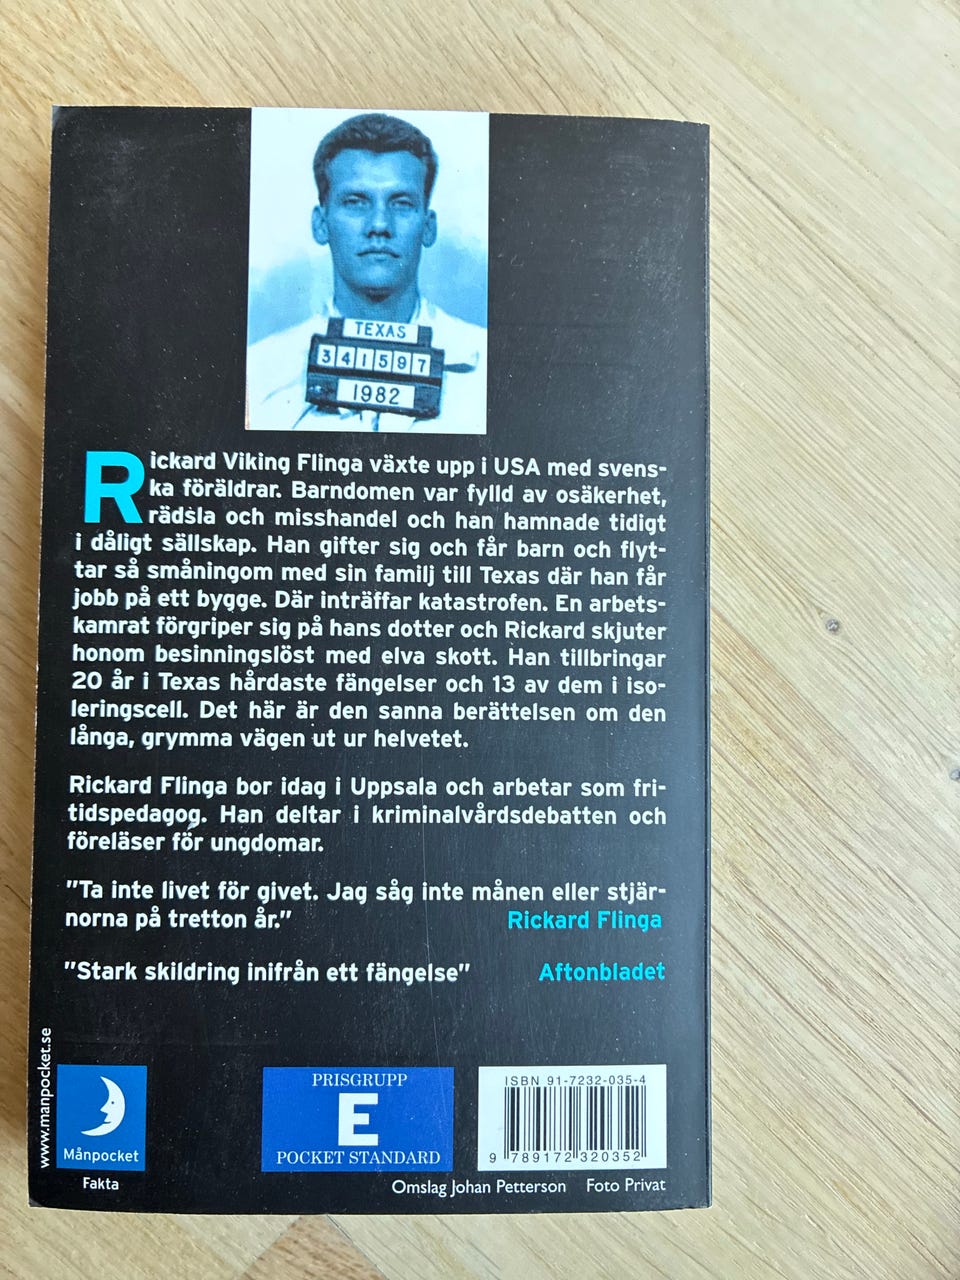 TEXAS
341597
1982
Rickard Viking Flinga växte upp i USA med svens-
ka föräldrar. Barndomen var fylld av osäkerhet,
rädsla och misshandel och han hamnade tidigt
i dåligt sällskap. Han gifter sig och får barn och flyt-
tar så småningom med sin familj till Texas där han får
jobb på ett bygge. Där inträffar katastrofen. En arbets-
kamrat förgriper sig på hans dotter och Rickard skjuter
honom besinningslöst med elva skott. Han tillbringar
20 år i Texas hårdaste fängelser och 13 av dem i iso-
leringscell. Det här är den sanna berättelsen om den
långa, grymma vägen ut ur helvetet.
Rickard Flinga bor idag i Uppsala och arbetar som fri-
tidspedagog. Han deltar i kriminalvårdsdebatten och
föreläser för ungdomar.
”Ta inte livet för givet. Jag såg inte månen eller stjär-
norna på tretton år.” Rickard Flinga
”Stark skildring inifrån ett fängelse” Aftonbladet
www.manpocket.se
Månpocket
Fakta
PRISGRUPP
E
POCKET STANDARD
ISBN 91-7232-035-4
9 789172 320352
Omslag Johan Petterson Foto Privat